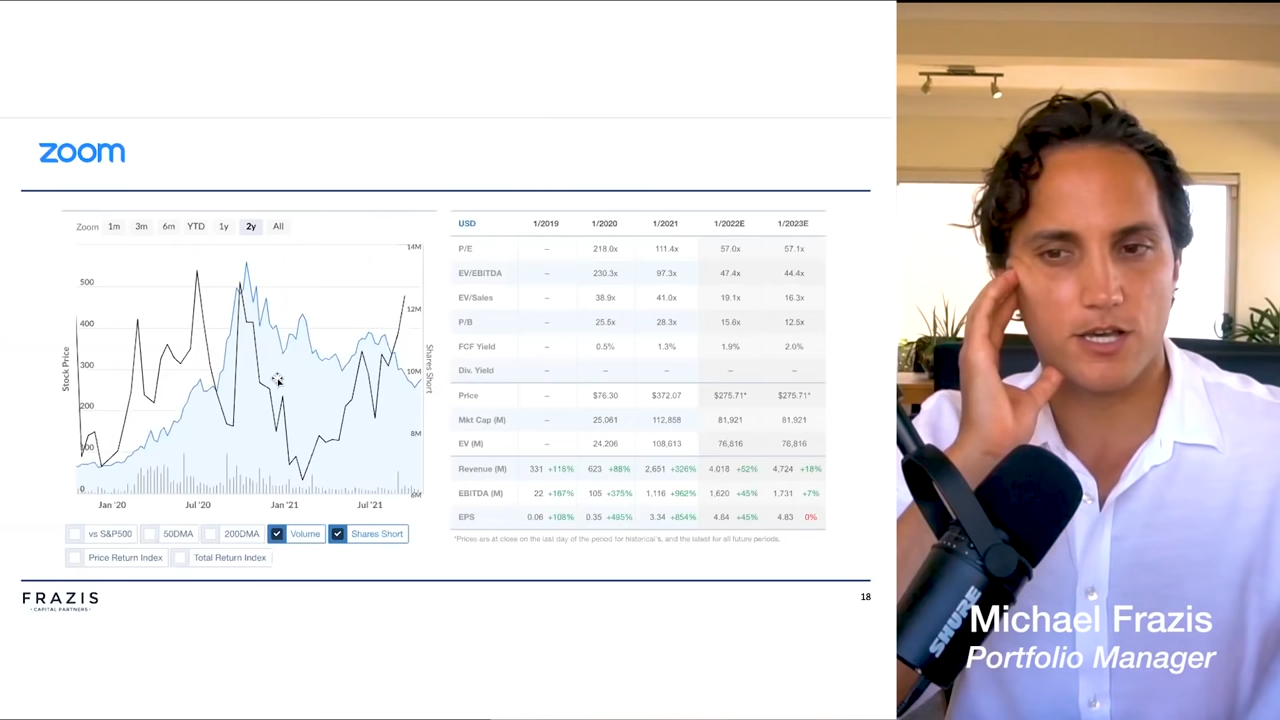 zoom
Zoom 1m 3m 6m YTD 1y 2y All
14M
500
12M
400
300
10M
200
8M
100
0
6M
Stock Price
Shares Short
Jan '20 Jul '20 Jan '21 Jul '21
vs S&P500 50DMA 200DMA Volume Shares Short
Price Return Index Total Return Index
USD 1/2019 1/2020 1/2021 1/2022E 1/2023E
P/E – 218.0x 111.4x 57.0x 57.1x
EV/EBITDA – 230.3x 97.3x 47.4x 44.4x
EV/Sales – 38.9x 41.0x 19.1x 16.3x
P/B – 25.5x 28.3x 15.6x 12.5x
FCF Yield – 0.5% 1.3% 1.9% 2.0%
Div. Yield – – – – –
Price – $76.30 $372.07 $275.71* $275.71*
Mkt Cap (M) – 25,061 112,858 81,921 81,921
EV (M) – 24,206 108,613 76,816 76,816
Revenue (M) 331 +118% 623 +88% 2,651 +326% 4,018 +52% 4,724 +18%
EBITDA (M) 22 +167% 105 +375% 1,116 +962% 1,620 +45% 1,731 +7%
EPS 0.06 +108% 0.35 +495% 3.34 +854% 4.84 +45% 4.83 0%
*Prices are at close on the last day of the period for historical's, and the latest for all future periods.
FRAZIS
· CAPITAL PARTNERS ·
18
SHURE
Michael Frazis
Portfolio Manager